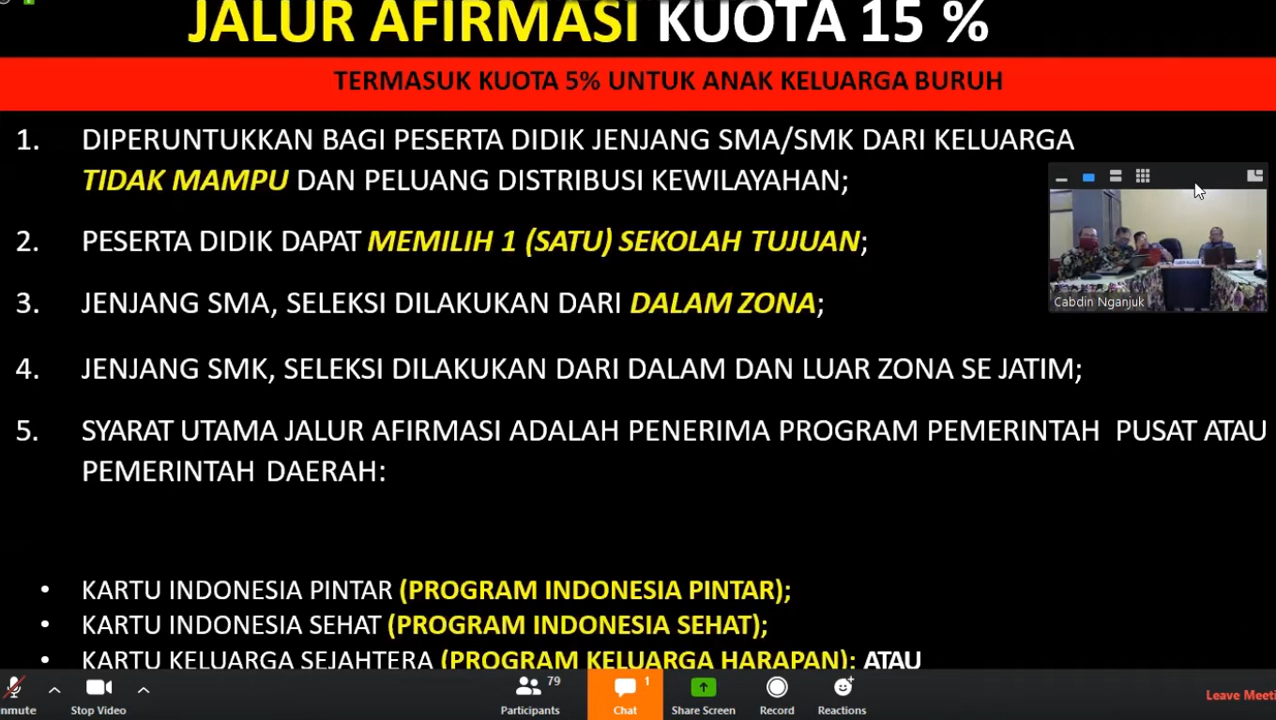 JALUR AFIRMASI KUOTA 15 %
TERMASUK KUOTA 5% UNTUK ANAK KELUARGA BURUH
1. DIPERUNTUKKAN BAGI PESERTA DIDIK JENJANG SMA/SMK DARI KELUARGA
TIDAK MAMPU DAN PELUANG DISTRIBUSI KEWILAYAHAN;
2. PESERTA DIDIK DAPAT MEMILIH 1 (SATU) SEKOLAH TUJUAN;
3. JENJANG SMA, SELEKSI DILAKUKAN DARI DALAM ZONA;
Cabdin Nganjuk
4. JENJANG SMK, SELEKSI DILAKUKAN DARI DALAM DAN LUAR ZONA SE JATIM;
5. SYARAT UTAMA JALUR AFIRMASI ADALAH PENERIMA PROGRAM PEMERINTAH PUSAT ATAU
PEMERINTAH DAERAH:
• KARTU INDONESIA PINTAR (PROGRAM INDONESIA PINTAR);
• KARTU INDONESIA SEHAT (PROGRAM INDONESIA SEHAT);
• KARTU KELUARGA SEJAHTERA (PROGRAM KELUARGA HARAPAN); ATAU
79 1
nmute Stop Video Participants Chat Share Screen Record Reactions Leave Meeti